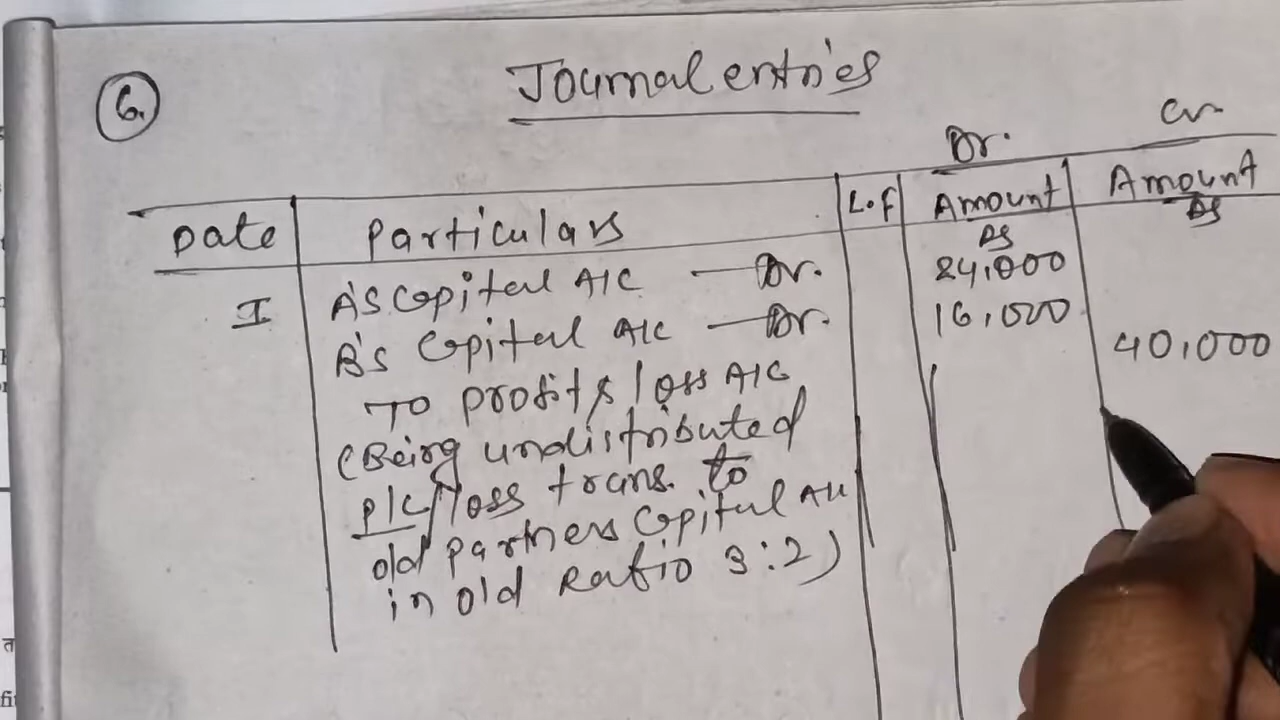 6.
Journal entries
Dr.
Cr.
Date Particulars L.F Amount Rs Amount Rs
I A's Capital A/C — Dr. 24,000
B's Capital A/C — Dr. 16,000
To profit & loss A/C 40,000
(Being undistributed
P/L/loss trans. to
old partners capital A/c
in old Ratio 3:2)
त
fi